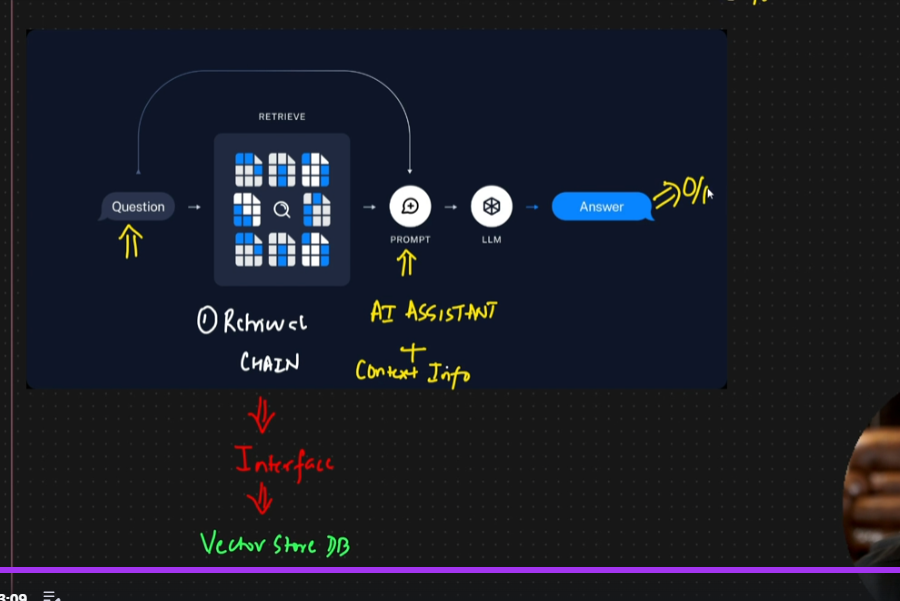 RETRIEVE
Question
Answer
PROMPT
LLM
① Retrieval
CHAIN
AI ASSISTANT
+
Context Info
Interface
Vector Store DB
3:09